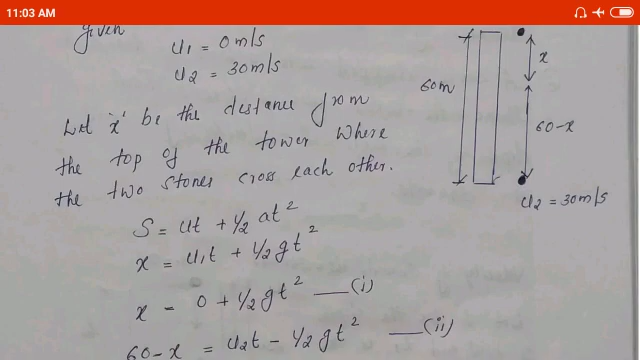 11:03 AM
given
u₁ = 0 m/s
u₂ = 30 m/s
Let 'x' be the distance from
the top of the tower where
the two stones cross each other.
S = ut + 1/2 at²
x = u₁t + 1/2 gt²
x = 0 + 1/2 gt² —(i)
60-x = u₂t - 1/2 gt² —(ii)
60m
x
60-x
u₂ = 30m/s